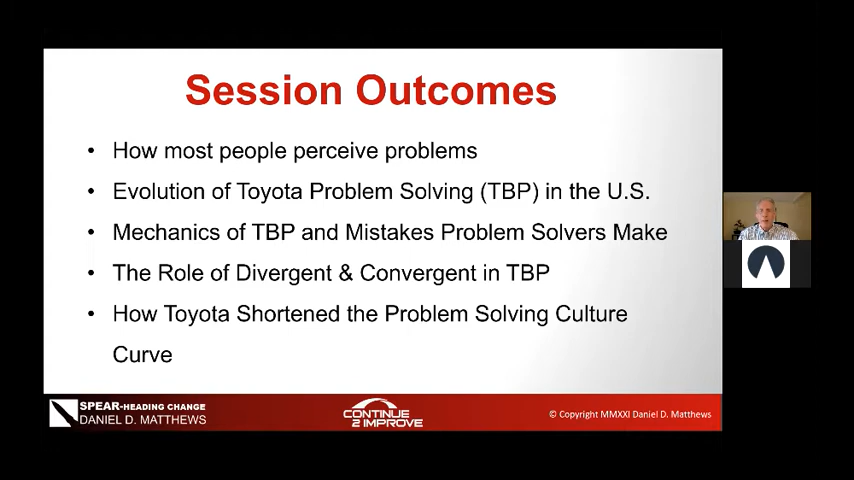 Session Outcomes
• How most people perceive problems
• Evolution of Toyota Problem Solving (TBP) in the U.S.
• Mechanics of TBP and Mistakes Problem Solvers Make
• The Role of Divergent & Convergent in TBP
• How Toyota Shortened the Problem Solving Culture
Curve
SPEAR-HEADING CHANGE
DANIEL D. MATTHEWS
CONTINUE
2 IMPROVE
© Copyright MMXXI Daniel D. Matthews